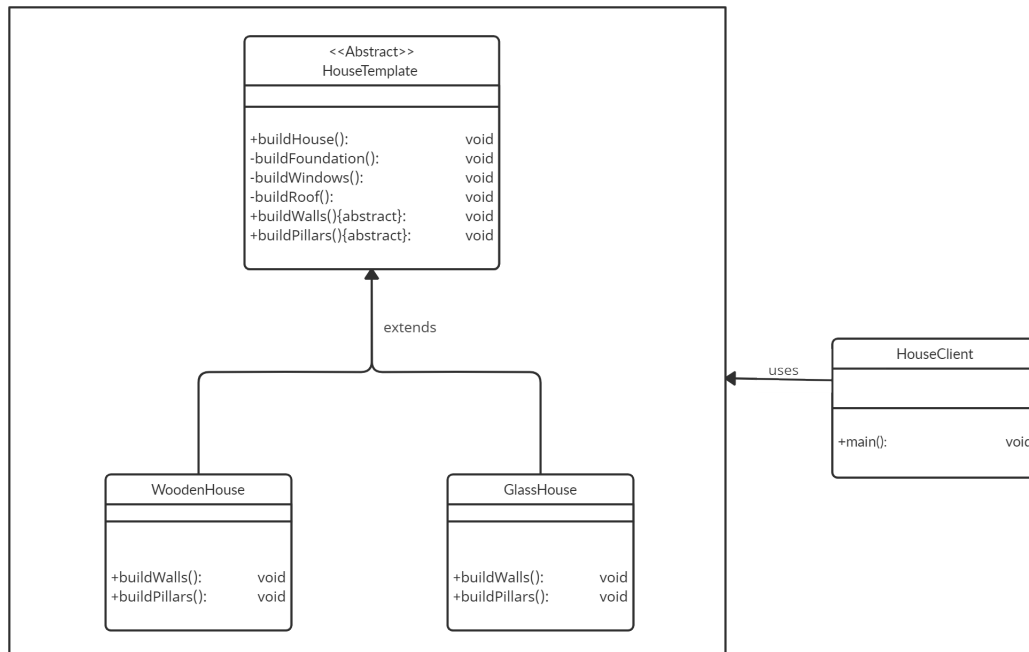 <<Abstract>>
HouseTemplate
+buildHouse(): void
-buildFoundation(): void
-buildWindows(): void
-buildRoof(): void
+buildWalls(){abstract}: void
+buildPillars(){abstract}: void
extends
HouseClient
uses
+main(): void
WoodenHouse
+buildWalls(): void
+buildPillars(): void
GlassHouse
+buildWalls(): void
+buildPillars(): void